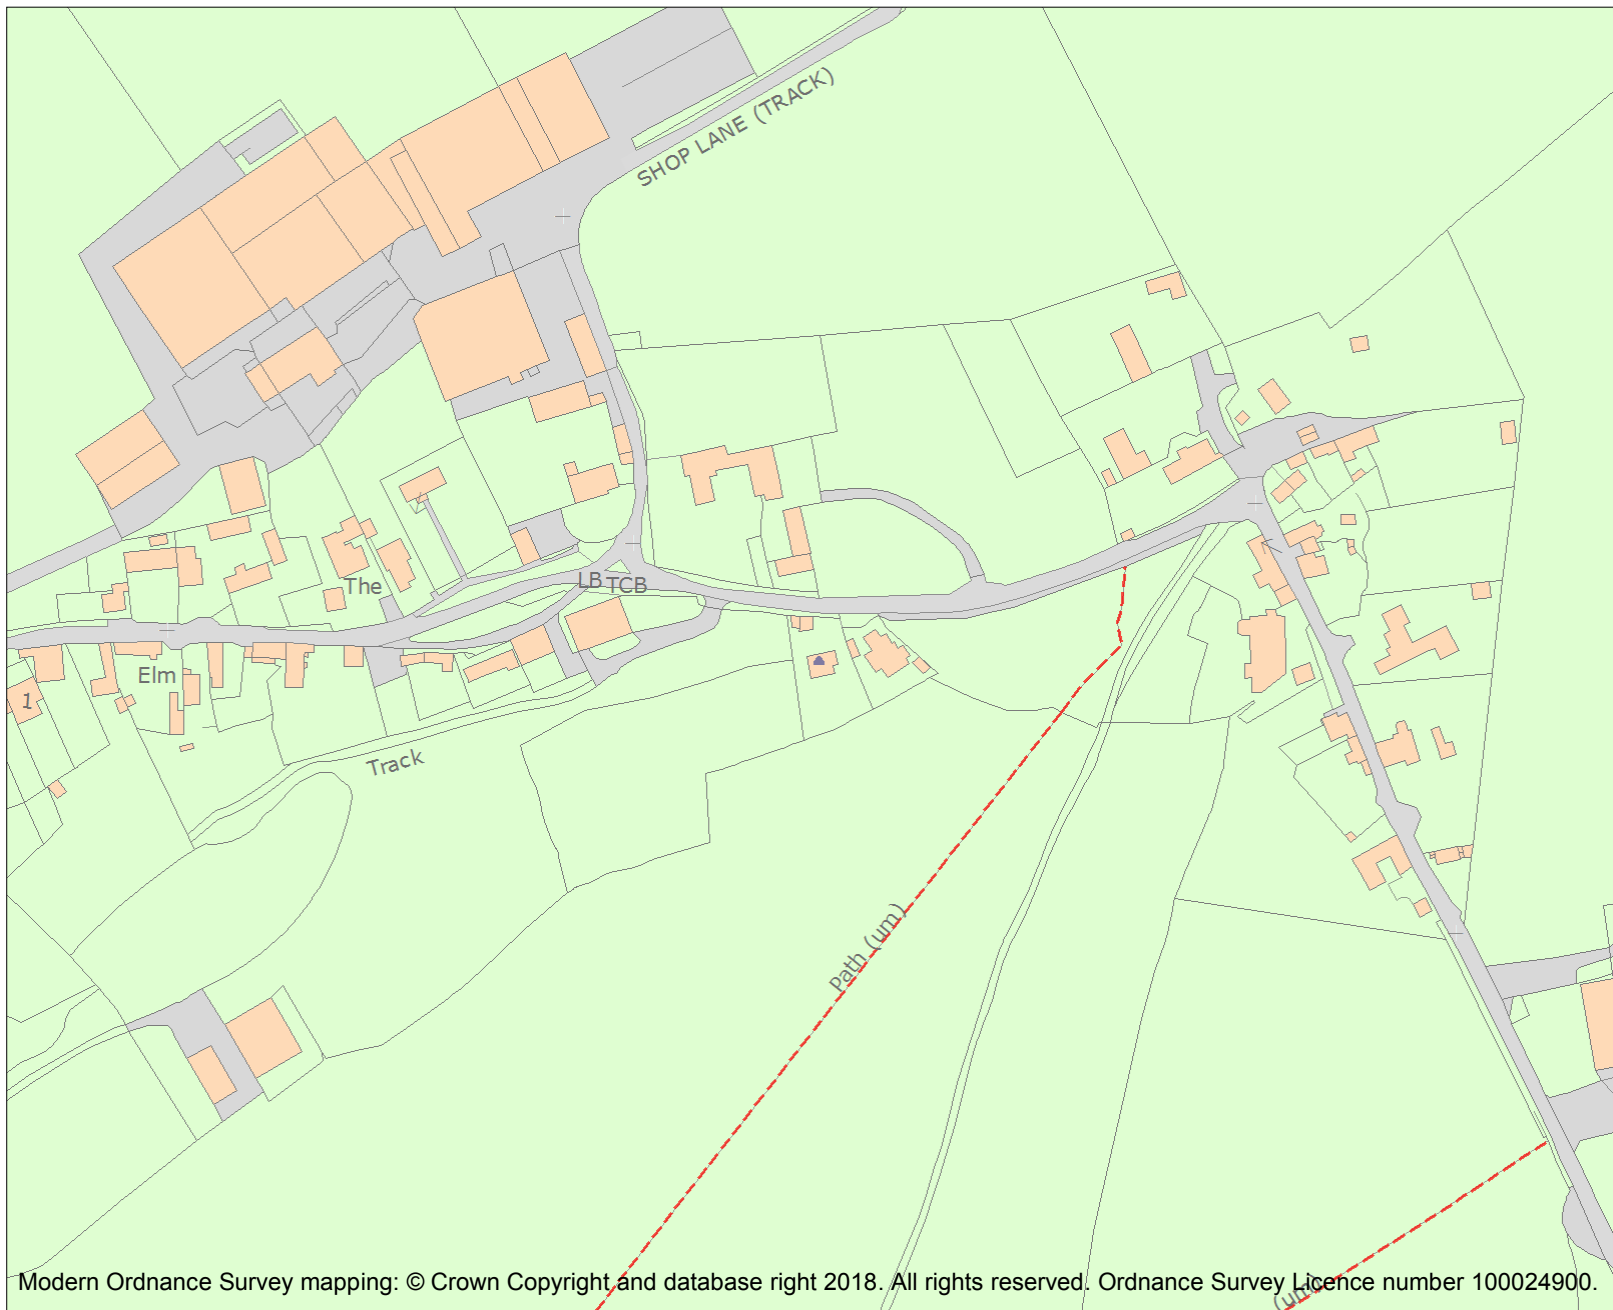 SHOP LANE (TRACK)
LB TCB
The
Elm
1
Track
Path (um)
(um)
Modern Ordnance Survey mapping: © Crown Copyright and database right 2018. All rights reserved. Ordnance Survey Licence number 100024900.